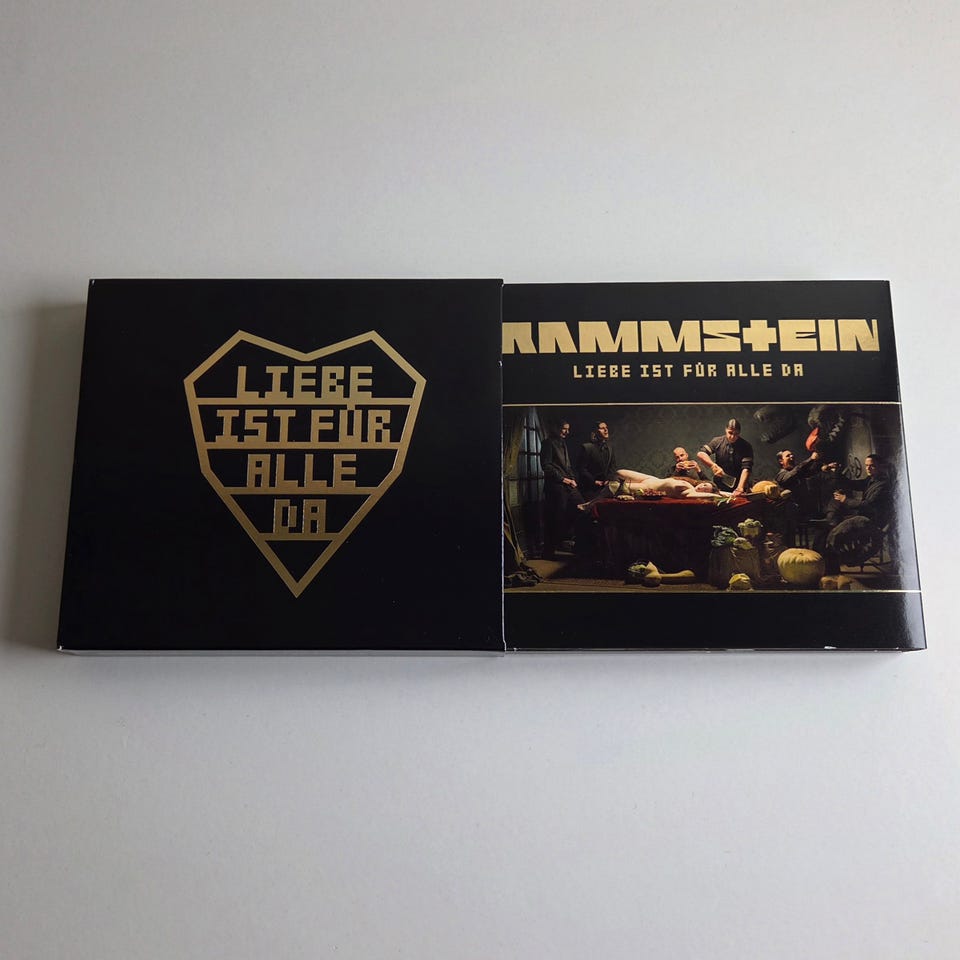 LIEBE
IST FÜR
ALLE
DA
RAMMSTEIN
LIEBE IST FÜR ALLE DA